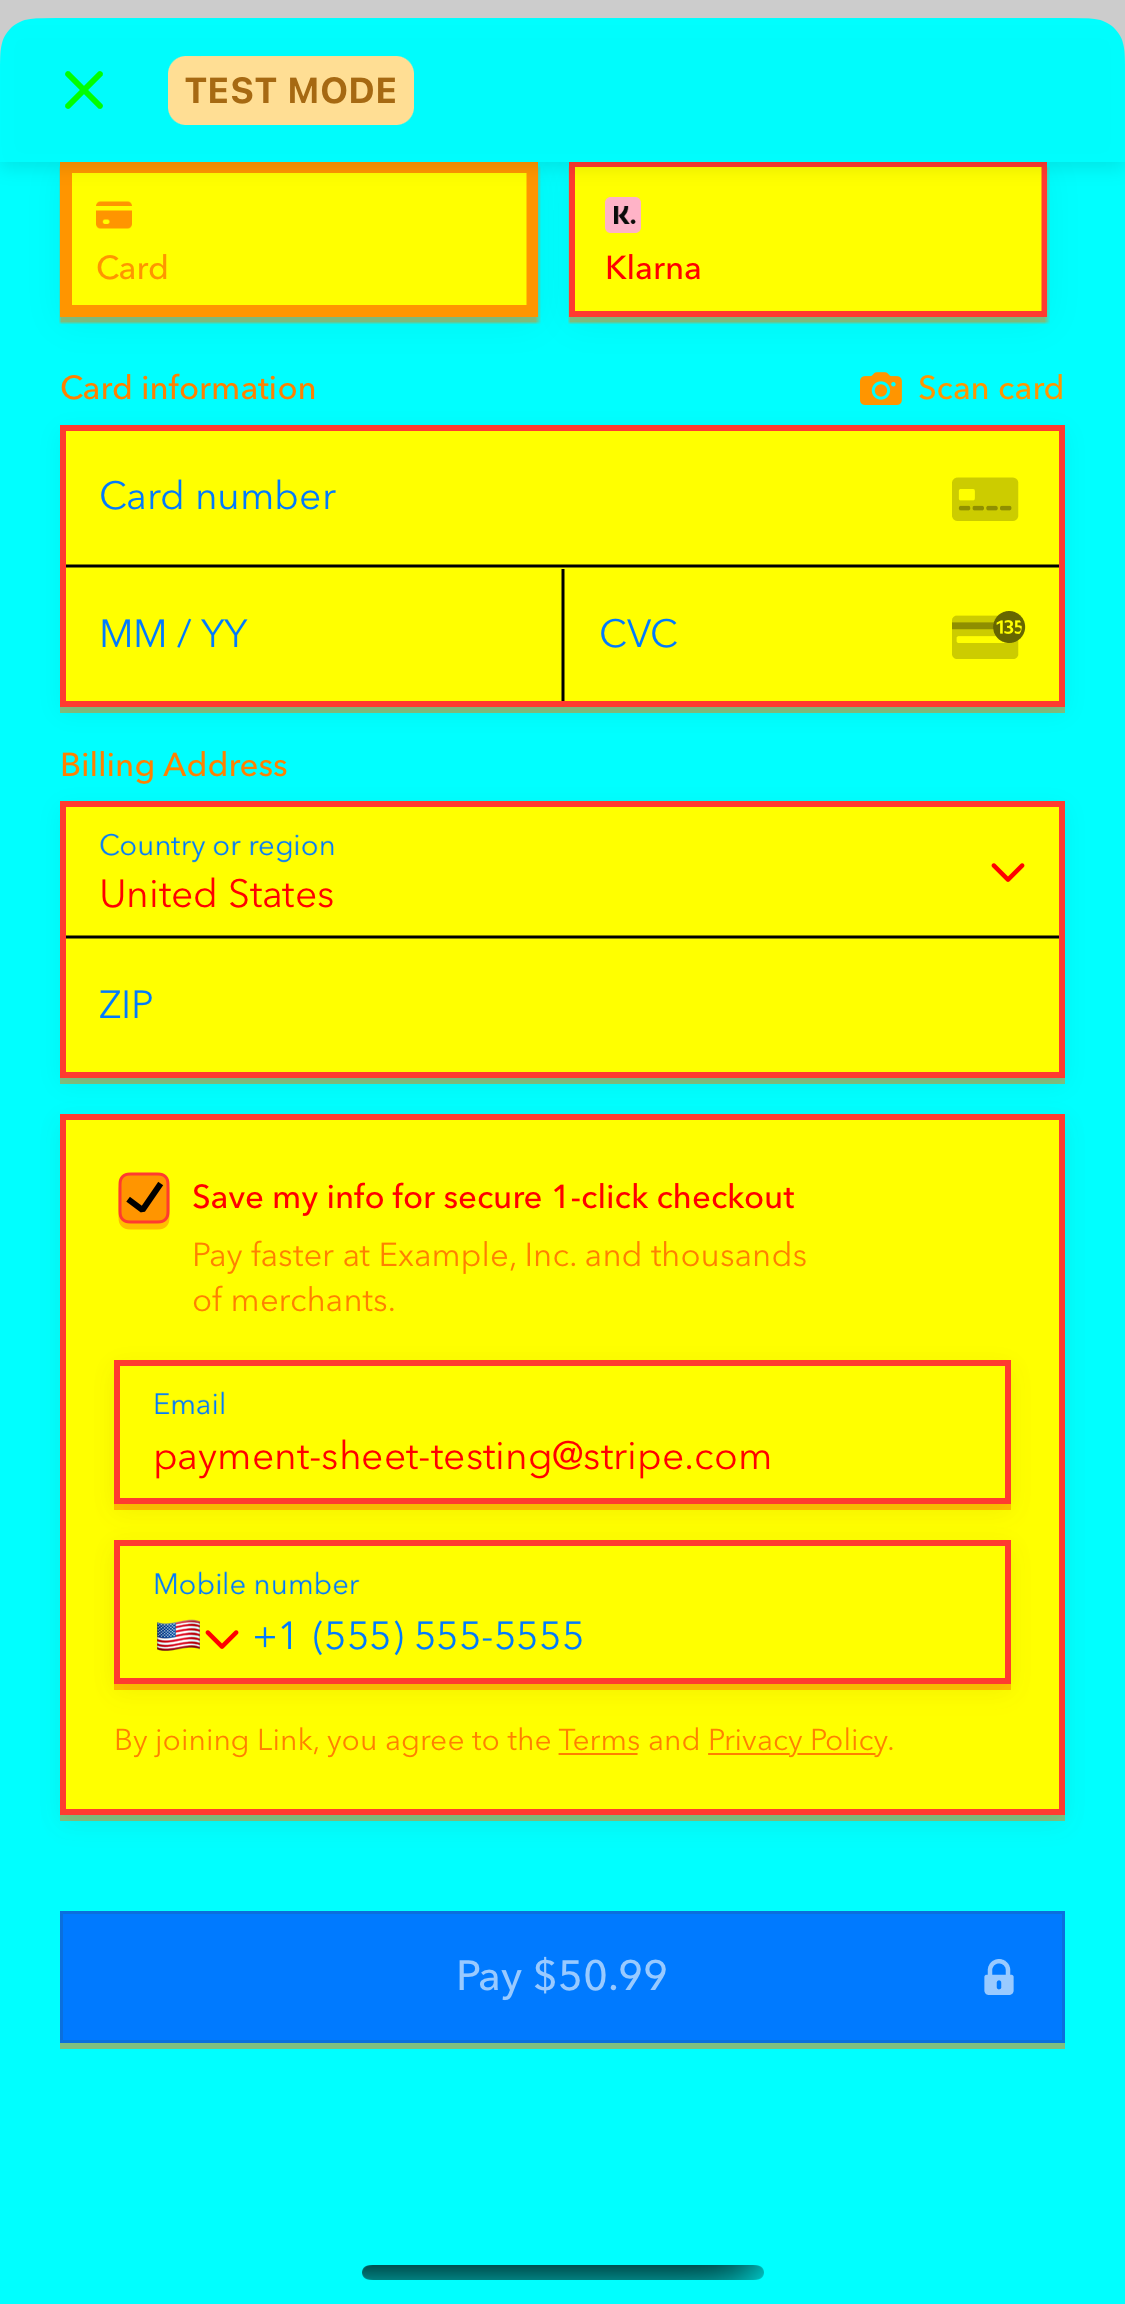 TEST MODE
K.
Card
Klarna
Card information
Scan card
Card number
MM / YY
CVC
135
Billing Address
Country or region
United States
ZIP
Save my info for secure 1-click checkout
Pay faster at Example, Inc. and thousands
of merchants.
Email
payment-sheet-testing@stripe.com
Mobile number
+1 (555) 555-5555
By joining Link, you agree to the Terms and Privacy Policy.
Pay $50.99